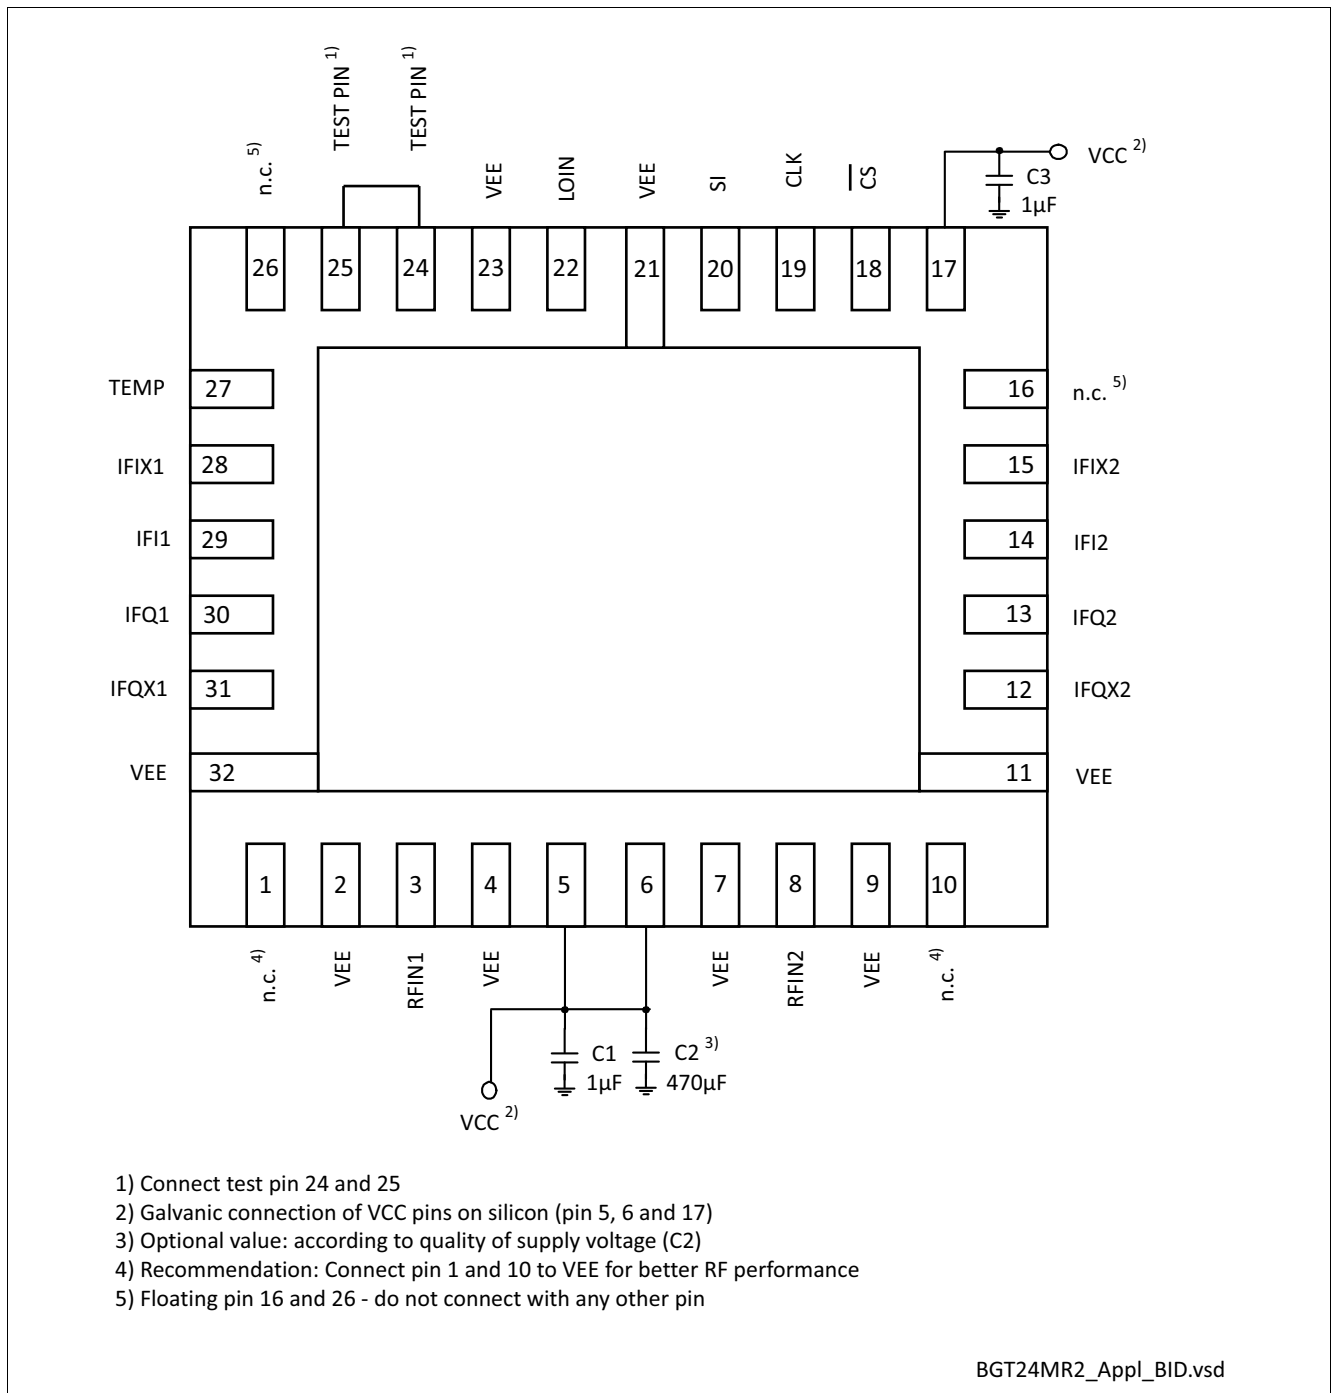 TEST PIN 1)
TEST PIN 1)
n.c. 5)
VEE
LOIN
VEE
SI
CLK
CS
VCC 2)
C3
1µF
26
25
24
23
22
21
20
19
18
17
TEMP
27
16
n.c. 5)
IFIX1
28
15
IFIX2
IFI1
29
14
IFI2
IFQ1
30
13
IFQ2
IFQX1
31
12
IFQX2
VEE
32
11
VEE
1
2
3
4
5
6
7
8
9
10
n.c. 4)
VEE
RFIN1
VEE
VEE
RFIN2
VEE
n.c. 4)
C1
1µF
C2 3)
470µF
VCC 2)
1) Connect test pin 24 and 25
2) Galvanic connection of VCC pins on silicon (pin 5, 6 and 17)
3) Optional value: according to quality of supply voltage (C2)
4) Recommendation: Connect pin 1 and 10 to VEE for better RF performance
5) Floating pin 16 and 26 - do not connect with any other pin
BGT24MR2_Appl_BID.vsd